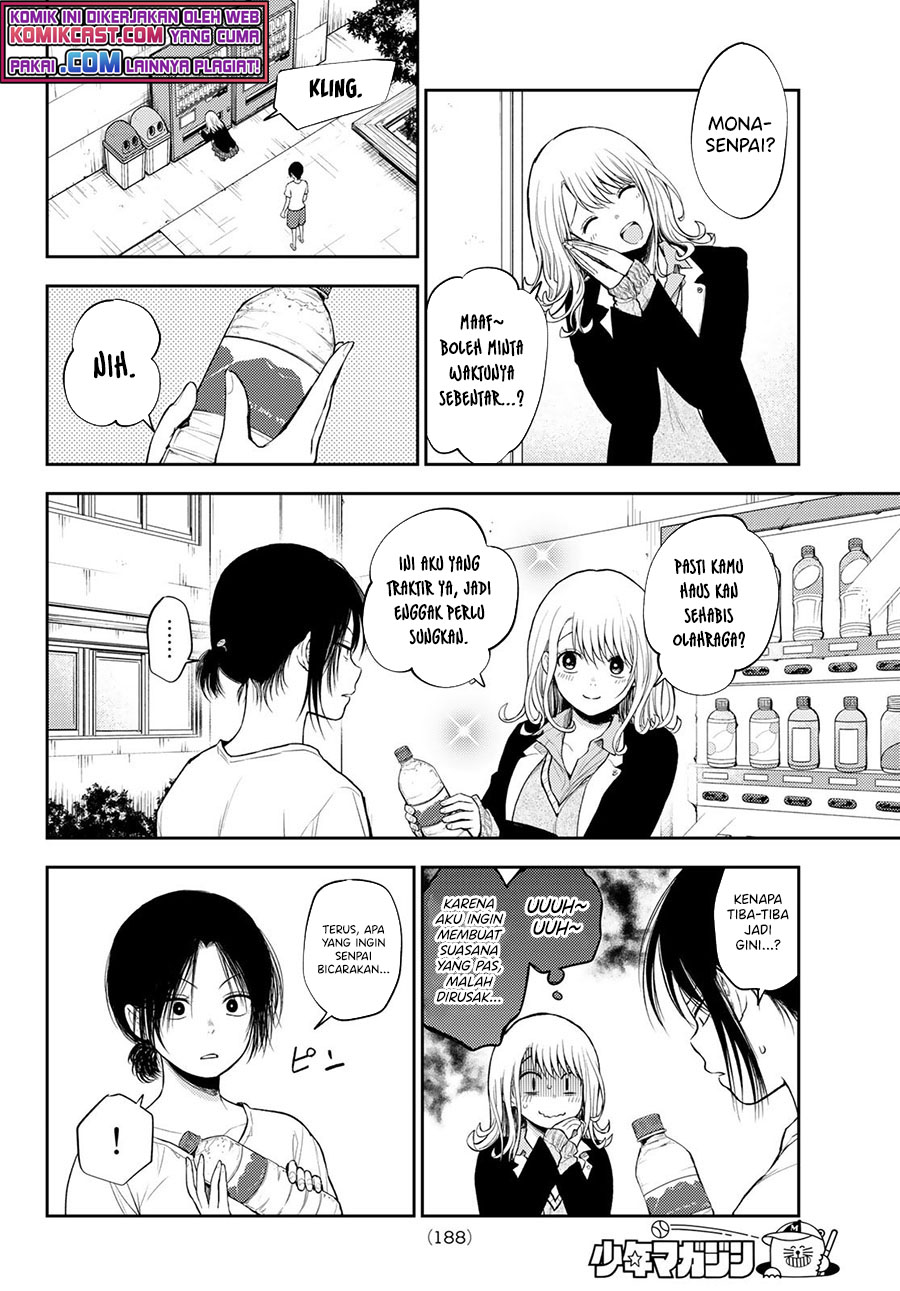 KOMIK INI DIKERJAKAN OLEH WEB
KOMIKCAST.COM YANG CUMA
PAKAI .COM LAINNYA PLAGIAT!
MONA-
SENPAI?
MAAF~
BOLEH MINTA
WAKTUNYA
SEBENTAR...?
KLING.
NIH.
PASTI KAMU
HAUS KAN
SEHABIS
OLAHRAGA?
INI AKU YANG
TRAKTIR YA, JADI
ENGGAK PERLU
SUNGKAN.
......
KENAPA
TIBA-TIBA
JADI
GINI...?
UUUH~
UUH~
KARENA
AKU INGIN
MEMBUAT
SUASANA
YANG PAS,
MALAH
DIRUSAK...
TERUS, APA
YANG INGIN
SENPAI
BICARAKAN...
ピン
!
(188)
少年マガジン
M